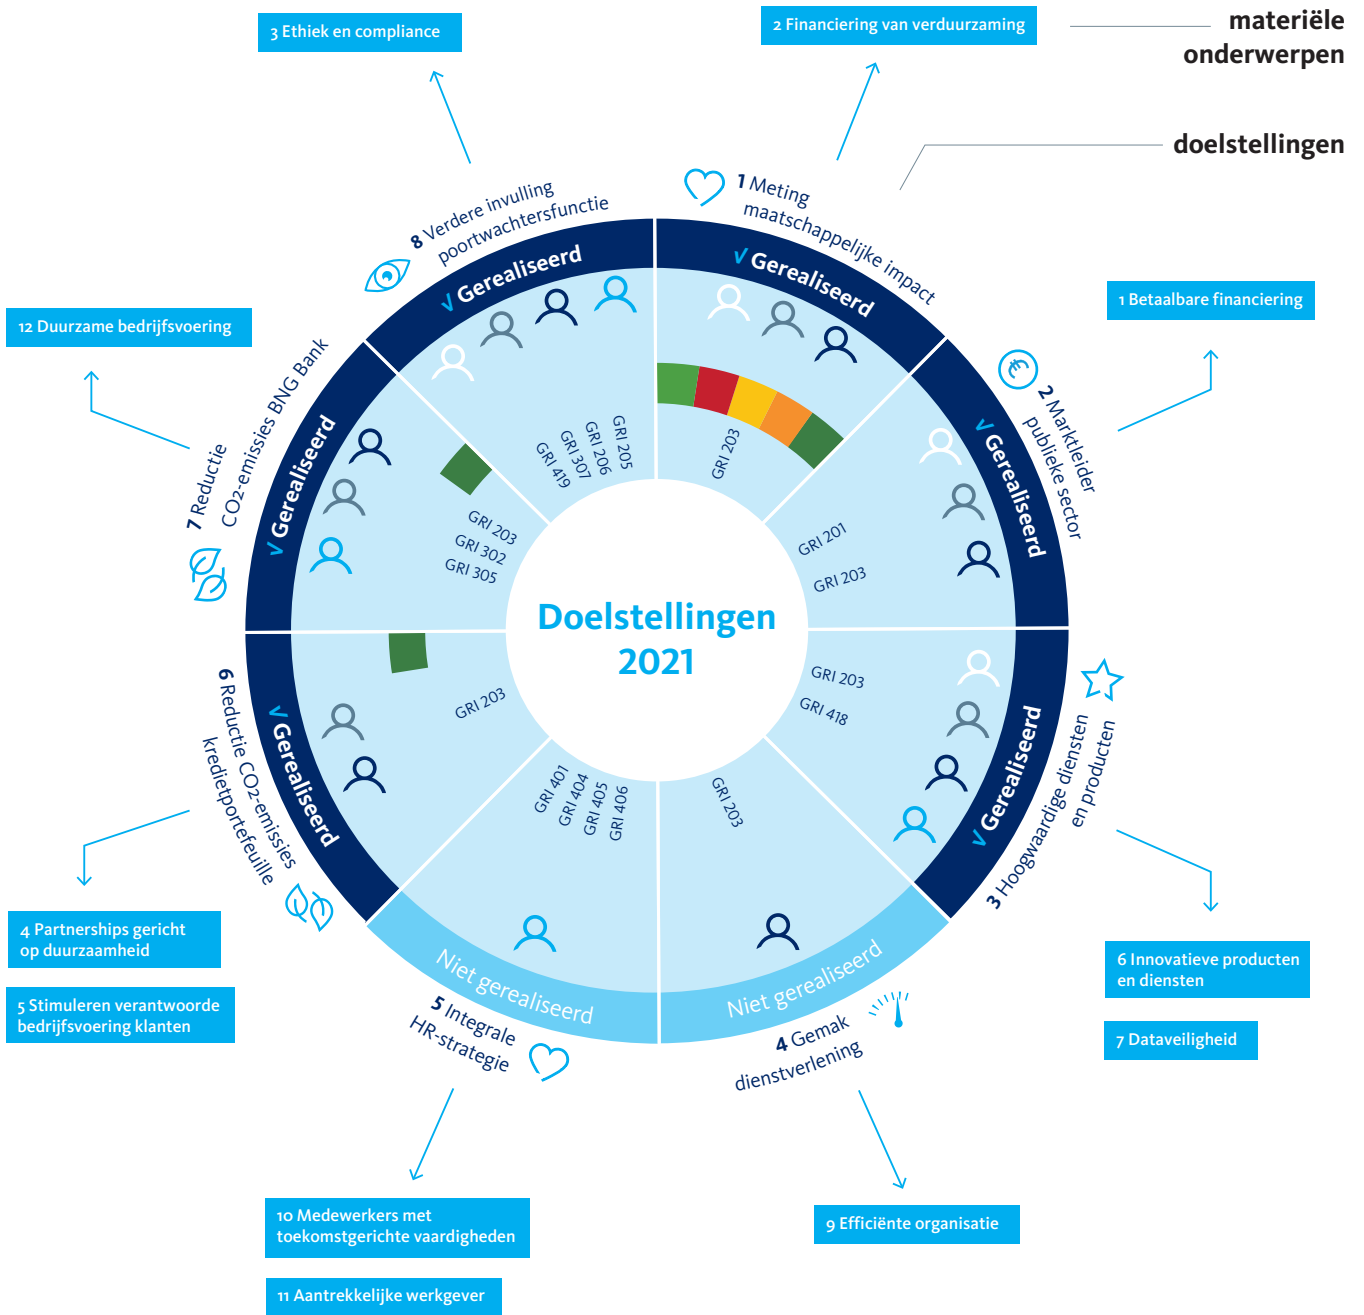 3 Ethiek en compliance
2 Financiering van verduurzaming
materiële
onderwerpen
doelstellingen
1 Betaalbare financiering
12 Duurzame bedrijfsvoering
1 Meting
maatschappelijke impact
√ Gerealiseerd
GRI 203
2 Marktleider
publieke sector
√ Gerealiseerd
GRI 201
GRI 203
3 Hoogwaardige diensten
en producten
√ Gerealiseerd
GRI 203
GRI 418
4 Gemak
dienstverlening
Niet gerealiseerd
GRI 203
5 Integrale
HR-strategie
Niet gerealiseerd
GRI 401
GRI 404
GRI 405
GRI 406
6 Reductie CO2-emissies
kredietportefeuille
√ Gerealiseerd
GRI 203
7 Reductie
CO2-emissies BNG Bank
√ Gerealiseerd
GRI 203
GRI 302
GRI 305
8 Verdere invulling
poortwachtersfunctie
√ Gerealiseerd
GRI 419
GRI 307
GRI 206
GRI 205
Doelstellingen
2021
4 Partnerships gericht
op duurzaamheid
5 Stimuleren verantwoorde
bedrijfsvoering klanten
6 Innovatieve producten
en diensten
7 Dataveiligheid
10 Medewerkers met
toekomstgerichte vaardigheden
11 Aantrekkelijke werkgever
9 Efficiënte organisatie